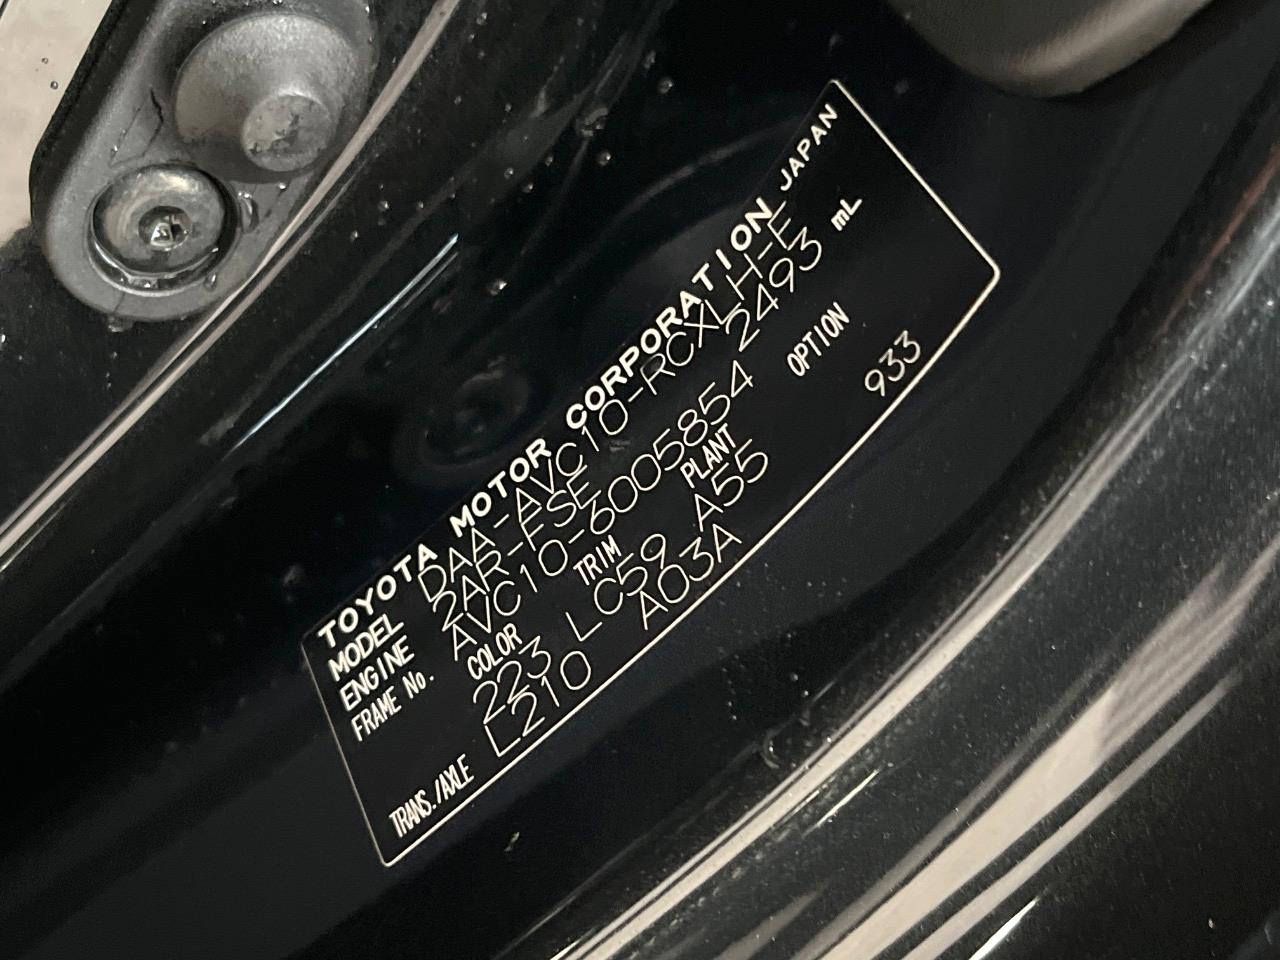 TOYOTA MOTOR CORPORATION JAPAN
MODEL DAA-AVC10-RCXLH-E
ENGINE 2AR-FSE 2493 mL
FRAME No. AVC10-6005854
COLOR TRIM PLANT OPTION
223 LC59 A55 933
TRANS./AXLE L210 A03A